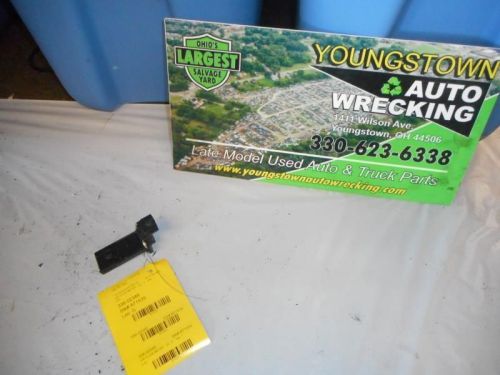 OHIO'S
LARGEST
SALVAGE
YARD
YOUNGSTOWN
AUTO
WRECKING
1411 Wilson Ave.
Youngstown, OH 44506
330-623-6338
Late Model Used Auto & Truck Parts
www.youngstownautowrecking.com